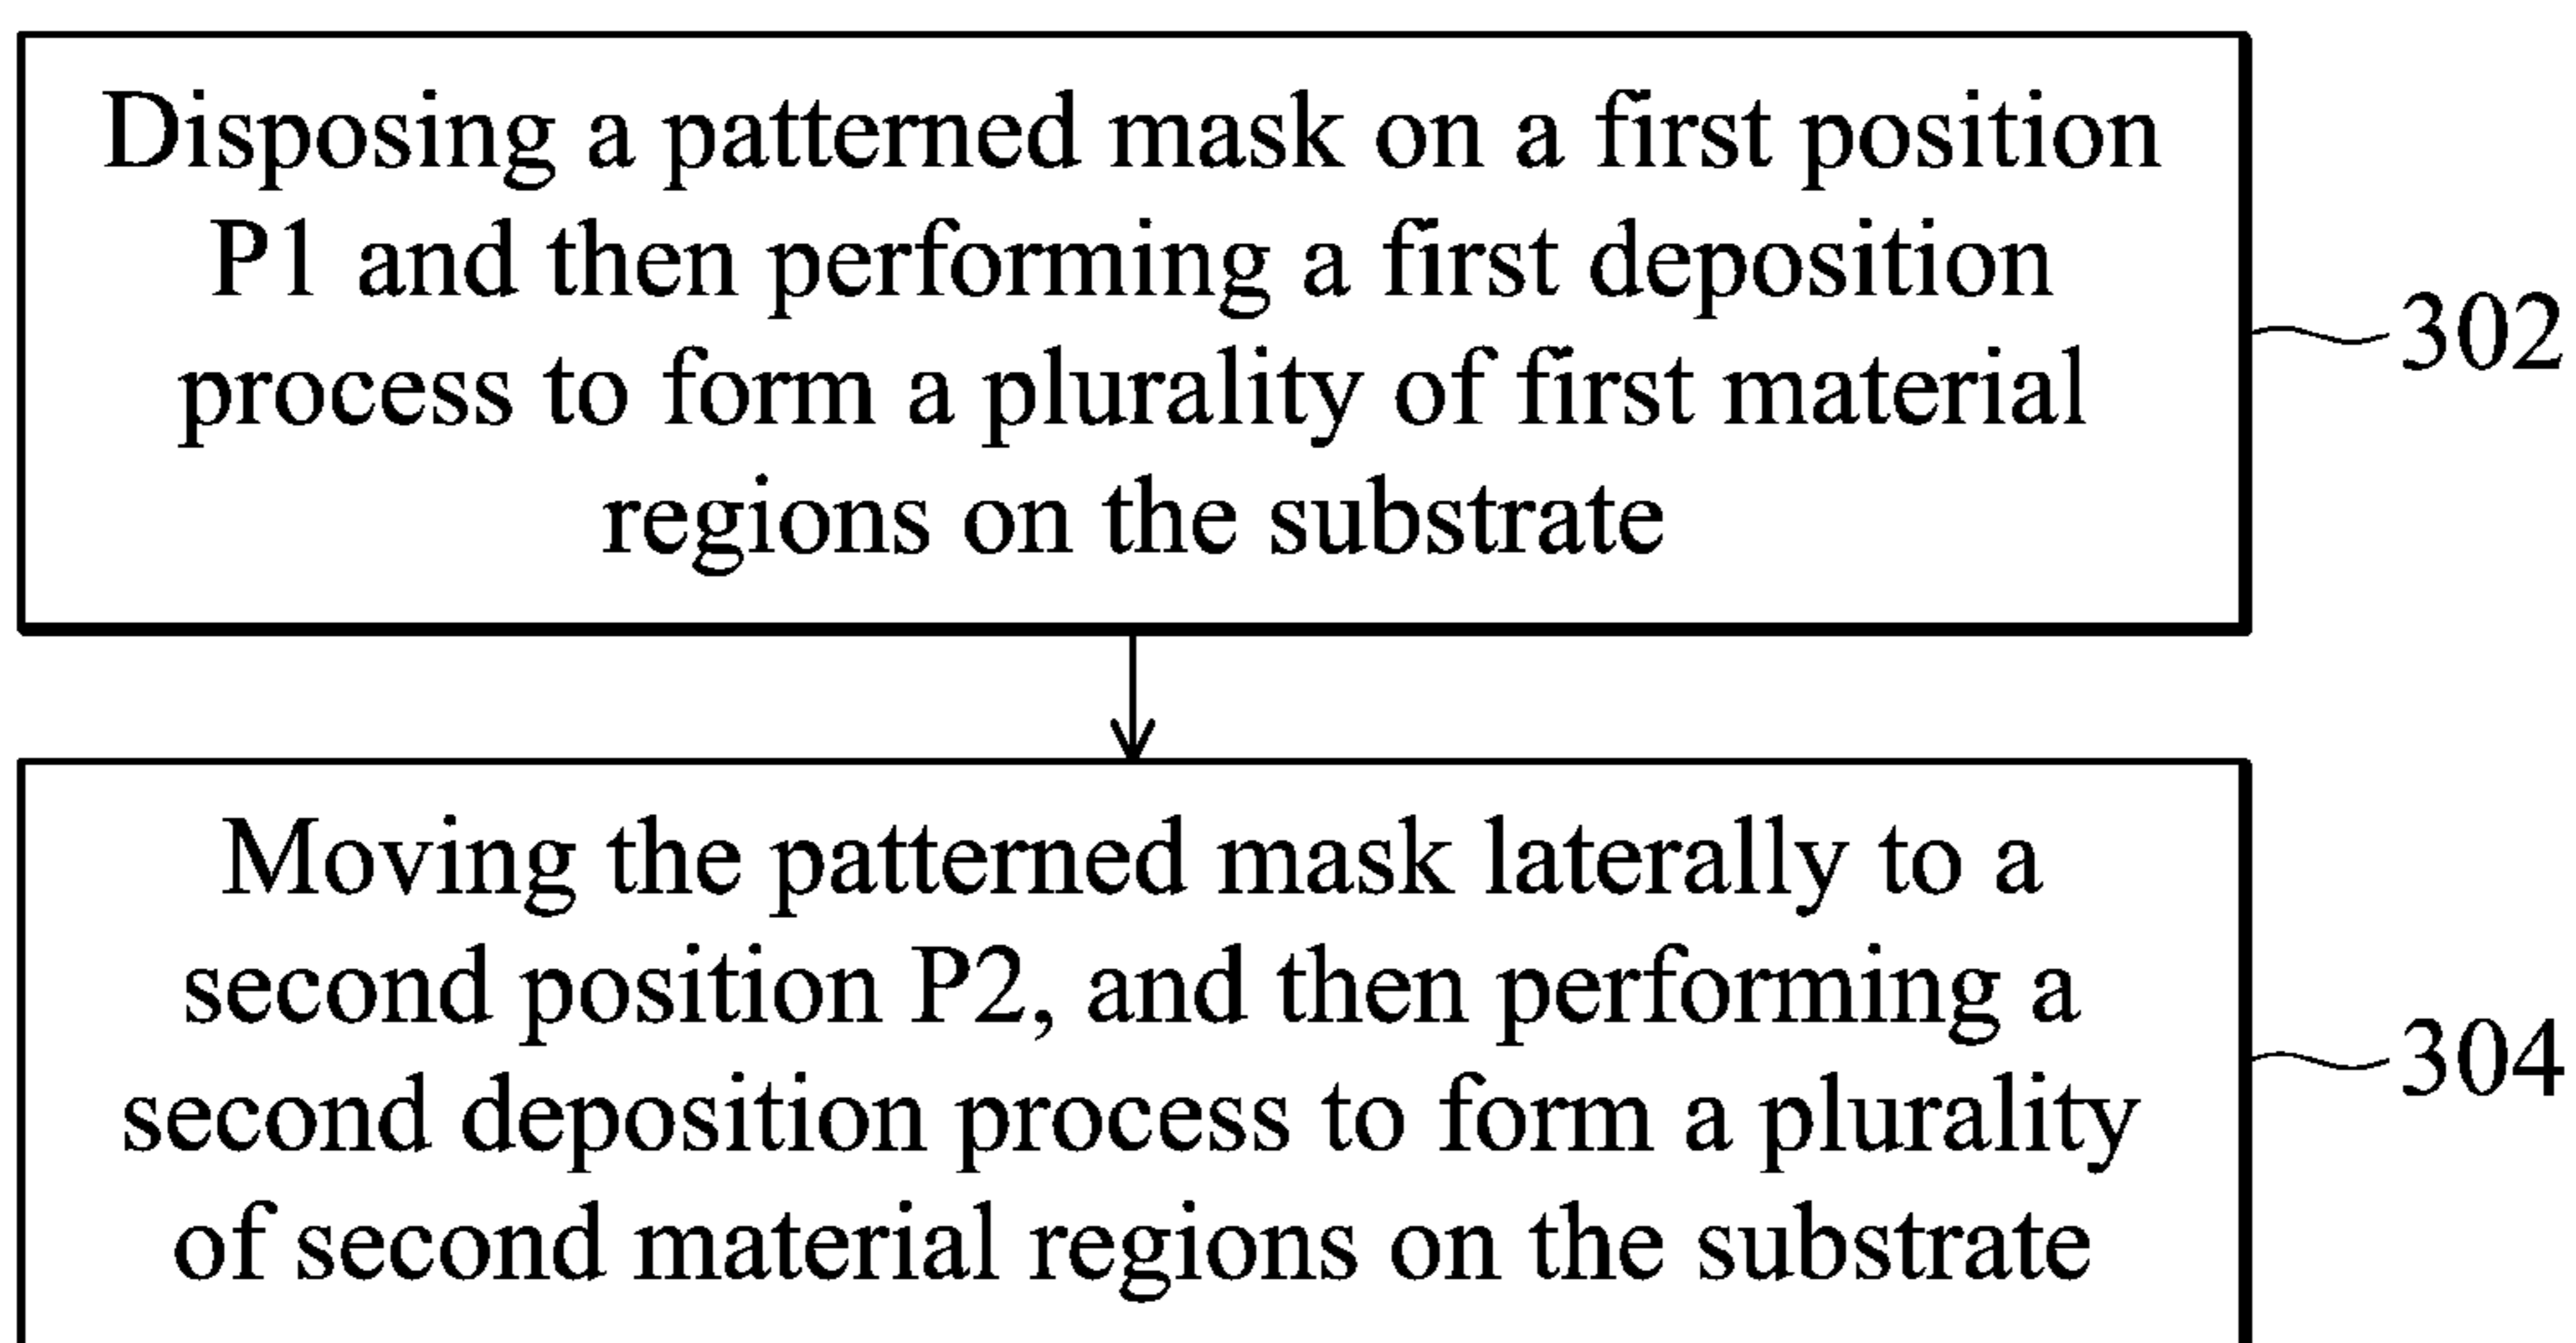 Disposing a patterned mask on a first position
P1 and then performing a first deposition
process to form a plurality of first material
regions on the substrate
302
Moving the patterned mask laterally to a
second position P2, and then performing a
second deposition process to form a plurality
of second material regions on the substrate
304